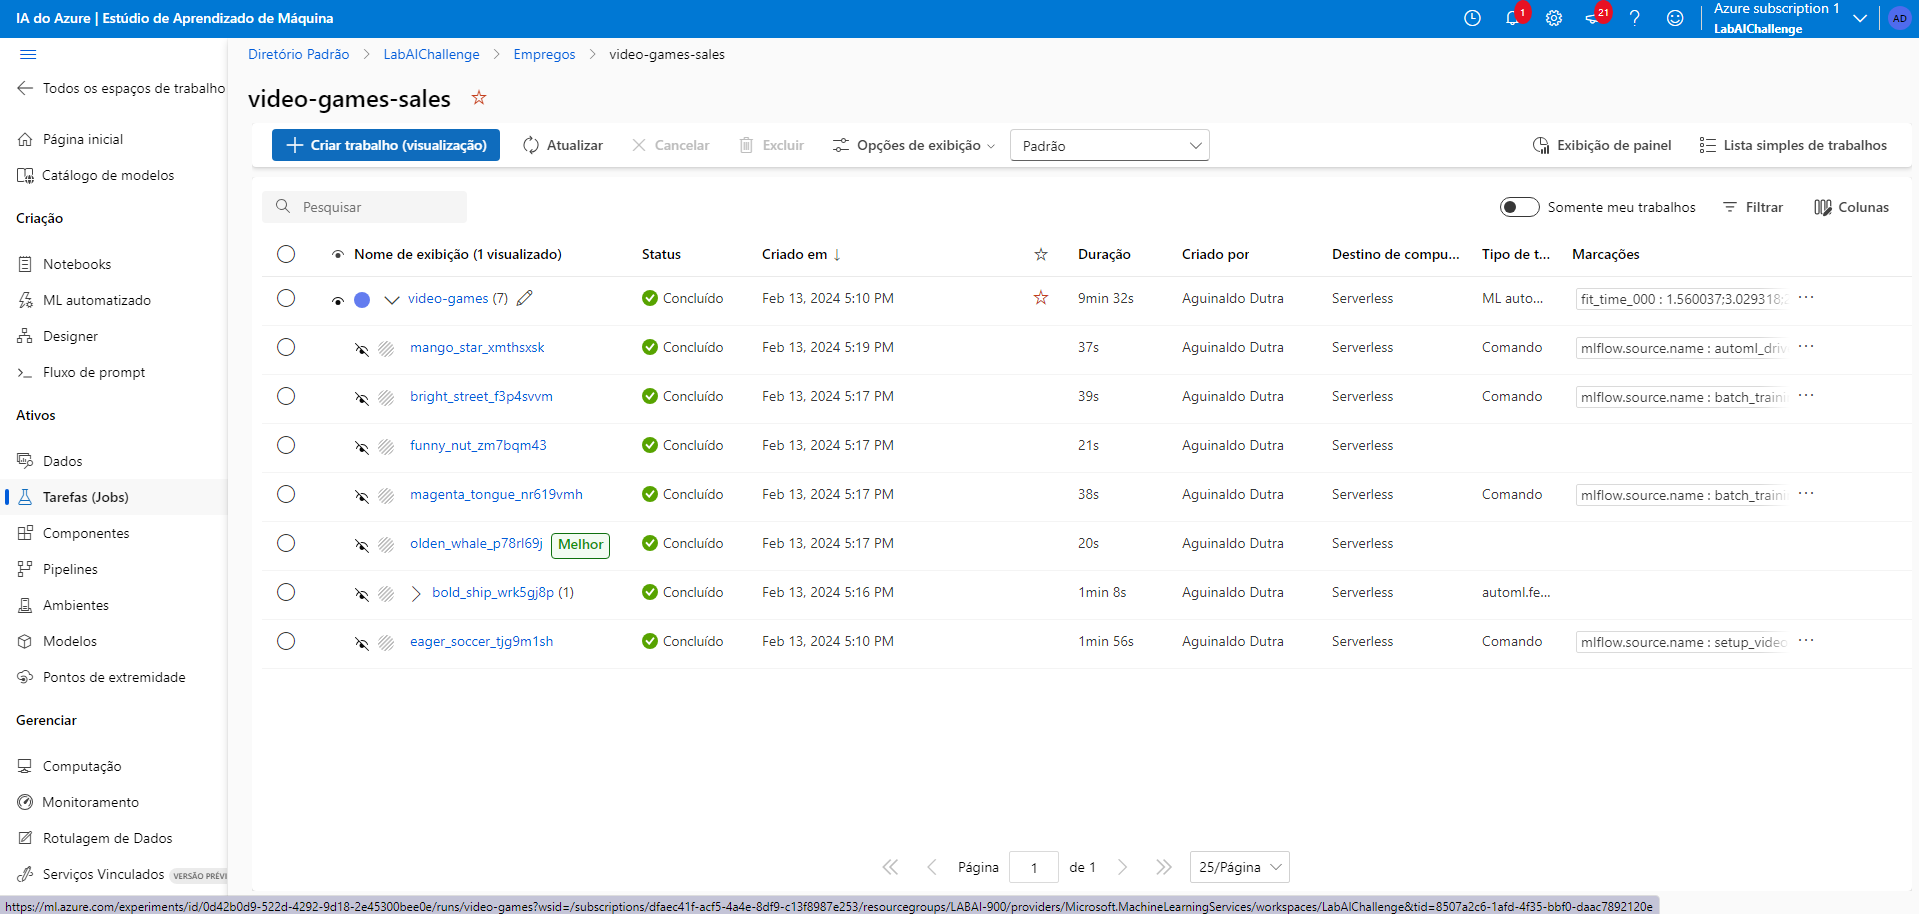 IA do Azure | Estúdio de Aprendizado de Máquina
1
21
Azure subscription 1
LabAIChallenge
AD
Todos os espaços de trabalho
Página inicial
Catálogo de modelos
Criação
Notebooks
ML automatizado
Designer
Fluxo de prompt
Ativos
Dados
Tarefas (Jobs)
Componentes
Pipelines
Ambientes
Modelos
Pontos de extremidade
Gerenciar
Computação
Monitoramento
Rotulagem de Dados
Serviços Vinculados VERSÃO PRÉVI
Diretório Padrão > LabAIChallenge > Empregos > video-games-sales
video-games-sales
Criar trabalho (visualização) Atualizar Cancelar Excluir Opções de exibição Padrão Exibição de painel Lista simples de trabalhos
Pesquisar Somente meu trabalhos Filtrar Colunas
Nome de exibição (1 visualizado) Status Criado em ↓ Duração Criado por Destino de compu... Tipo de t... Marcações
video-games (7) Concluído Feb 13, 2024 5:10 PM 9min 32s Aguinaldo Dutra Serverless ML auto... fit_time_000 : 1.560037;3.029318; ...
mango_star_xmthsxsk Concluído Feb 13, 2024 5:19 PM 37s Aguinaldo Dutra Serverless Comando mlflow.source.name : automl_driv ...
bright_street_f3p4svvm Concluído Feb 13, 2024 5:17 PM 39s Aguinaldo Dutra Serverless Comando mlflow.source.name : batch_traini ...
funny_nut_zm7bqm43 Concluído Feb 13, 2024 5:17 PM 21s Aguinaldo Dutra Serverless
magenta_tongue_nr619vmh Concluído Feb 13, 2024 5:17 PM 38s Aguinaldo Dutra Serverless Comando mlflow.source.name : batch_traini ...
olden_whale_p78rl69j Melhor Concluído Feb 13, 2024 5:17 PM 20s Aguinaldo Dutra Serverless
bold_ship_wrk5gj8p (1) Concluído Feb 13, 2024 5:16 PM 1min 8s Aguinaldo Dutra Serverless automl.fe...
eager_soccer_tjg9m1sh Concluído Feb 13, 2024 5:10 PM 1min 56s Aguinaldo Dutra Serverless Comando mlflow.source.name : setup_video ...
Página 1 de 1 25/Página
https://ml.azure.com/experiments/id/0d42b0d9-522d-4292-9d18-2e45300bee0e/runs/video-games?wsid=/subscriptions/dfaec41f-acf5-4a4e-8df9-c13f8987e253/resourcegroups/LABAI-900/providers/Microsoft.MachineLearningServices/workspaces/LabAIChallenge&tid=8507a2c6-1afd-4f35-bbf0-daac7892120e